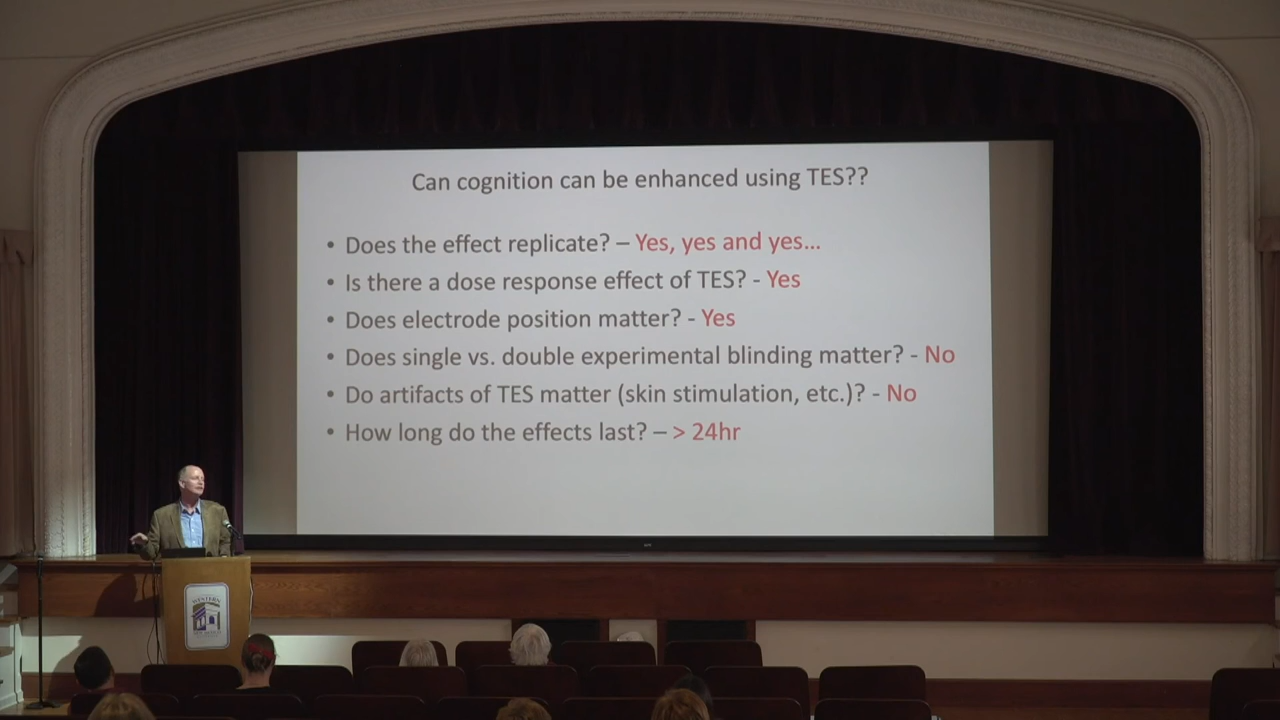 Can cognition can be enhanced using TES??
• Does the effect replicate? – Yes, yes and yes...
• Is there a dose response effect of TES? - Yes
• Does electrode position matter? - Yes
• Does single vs. double experimental blinding matter? - No
• Do artifacts of TES matter (skin stimulation, etc.)? - No
• How long do the effects last? – > 24hr
WESTERN